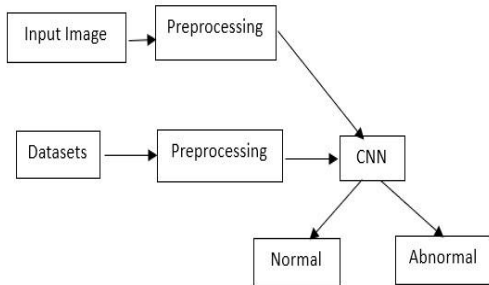 Input Image
Preprocessing
Datasets
Preprocessing
CNN
Normal
Abnormal